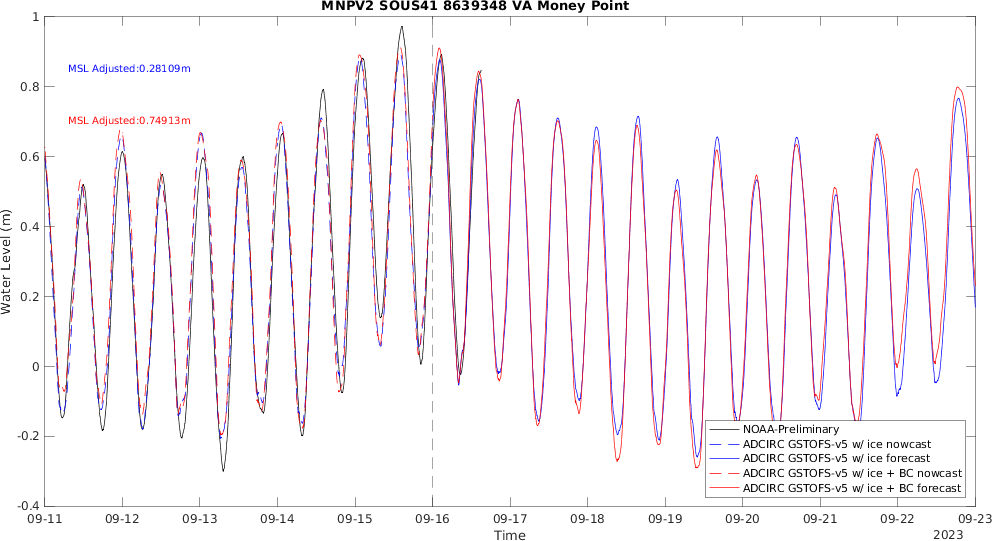 MNPV2 SOUS41 8639348 VA Money Point
MSL Adjusted:0.28109m
MSL Adjusted:0.74913m
Water Level (m)
1
0.8
0.6
0.4
0.2
0
-0.2
-0.4
NOAA-Preliminary
ADCIRC GSTOFS-v5 w/ ice nowcast
ADCIRC GSTOFS-v5 w/ ice forecast
ADCIRC GSTOFS-v5 w/ ice + BC nowcast
ADCIRC GSTOFS-v5 w/ ice + BC forecast
09-11 09-12 09-13 09-14 09-15 09-16 09-17 09-18 09-19 09-20 09-21 09-22 09-23
Time
2023